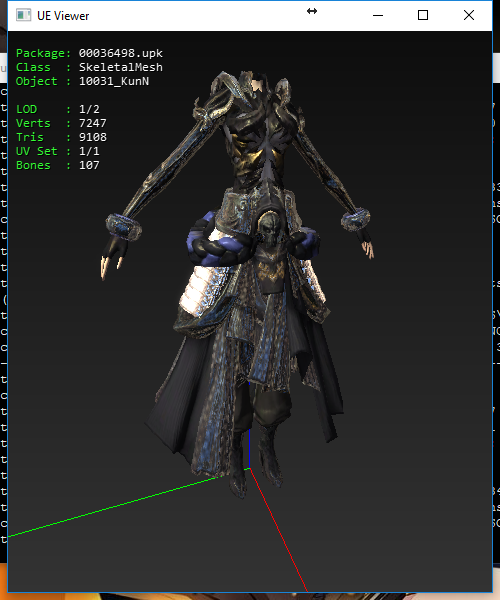 UE Viewer
Package: 00036498.upk
Class : SkeletalMesh
Object : 10031_KunN
LOD : 1/2
Verts : 7247
Tris : 9108
UV Set : 1/1
Bones : 107